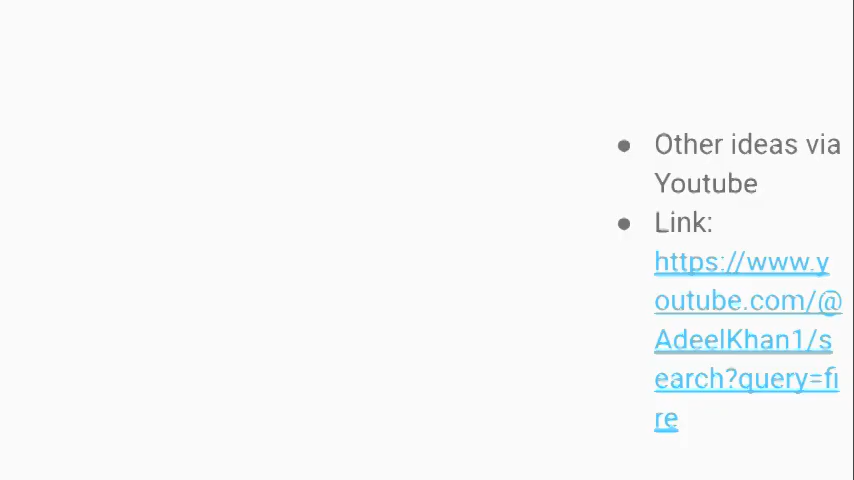 ● Other ideas via
Youtube
● Link:
https://www.y
outube.com/@
AdeelKhan1/s
earch?query=fi
re